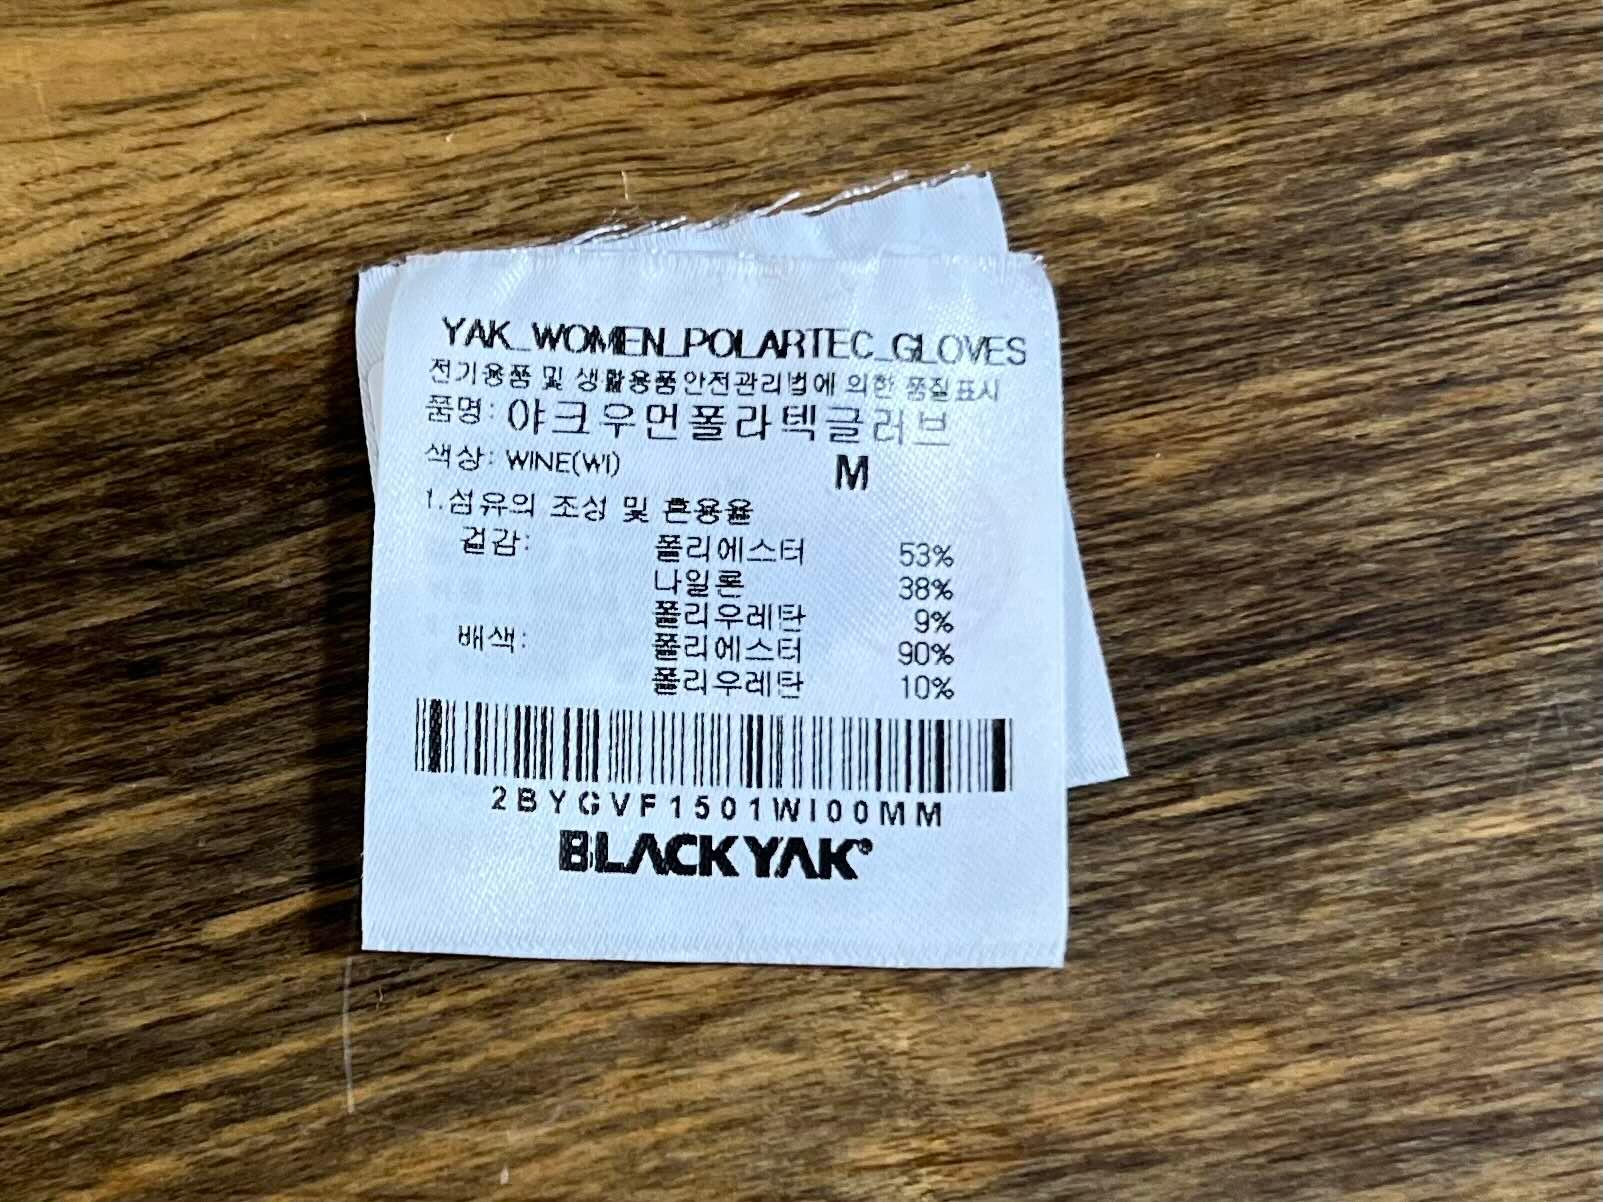 YAK_WOMEN_POLARTEC_GLOVES
전기용품 및 생활용품안전관리법에 의한 품질표시
품명: 야크우먼폴라텍글러브
색상: WINE(WI) M
1.섬유의 조성 및 혼용율
겉감: 폴리에스터 53%
나일론 38%
폴리우레탄 9%
배색: 폴리에스터 90%
폴리우레탄 10%
2BYGVF1501WI00MM
BLACKYAK®